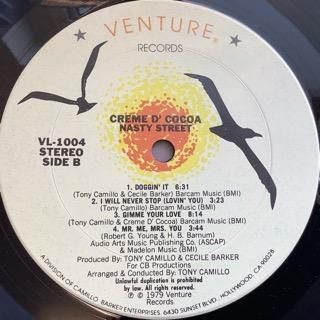 VENTURE®
RECORDS
CREME D' COCOA
NASTY STREET
VL-1004
STEREO
SIDE B
1. DOGGIN' IT 6:31
(Tony Camillo & Cecile Barker) Barcam Music (BMI)
2. I WILL NEVER STOP (LOVIN' YOU) 3:23
(Tony Camillo) Barcam Music (BMI)
3. GIMME YOUR LOVE 8:14
(Tony Camillo & Creme D' Cocoa) Barcam Music (BMI)
4. MR. ME, MRS. YOU 3:44
(Robert G. Young & H. B. Barnum)
Audio Arts Music Publishing Co. (ASCAP)
& Madelon Music (BMI)
Produced By: TONY CAMILLO & CECILE BARKER
For CB Productions
Arranged & Conducted By: TONY CAMILLO
Unlawful duplication is prohibited
by law. All rights reserved.
℗ © 1979 Venture
Records
A DIVISION OF CAMILLO BARKER ENTERPRISES 6430 SUNSET BLVD. HOLLYWOOD, CA 90028